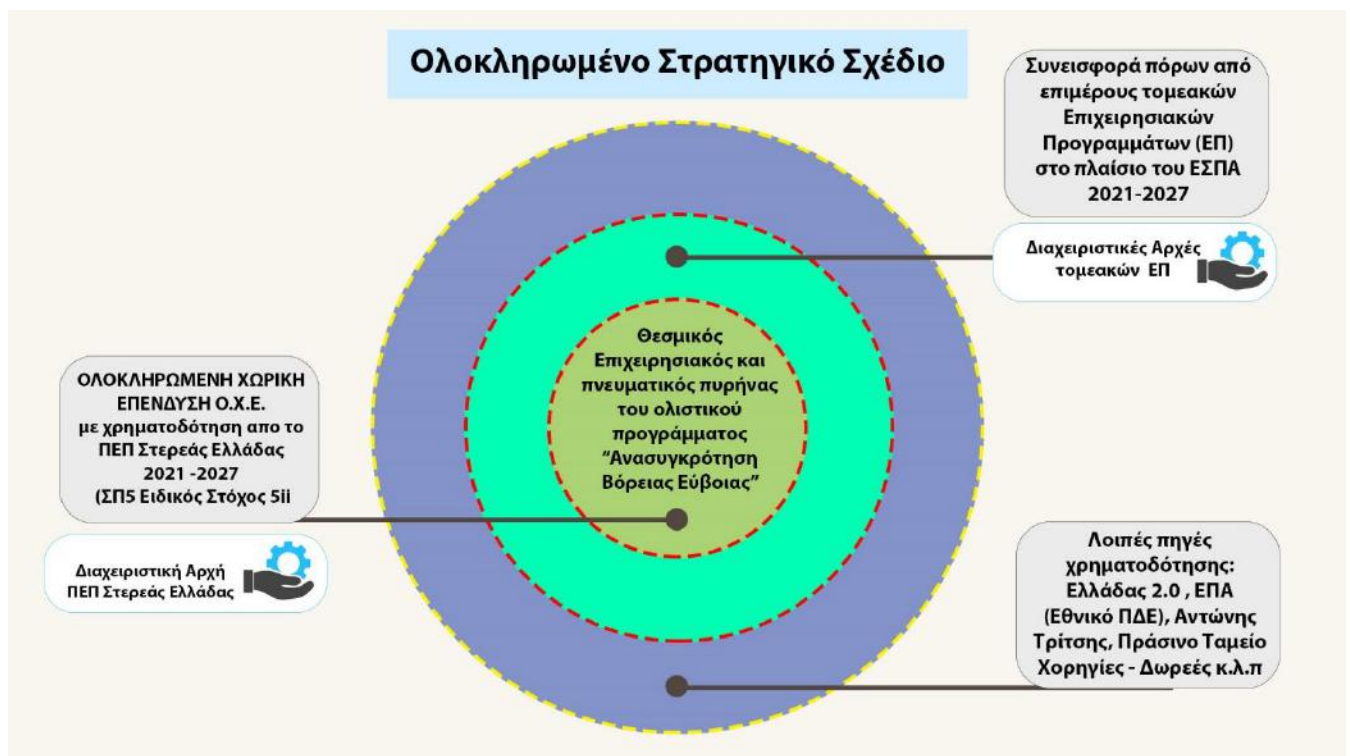 Ολοκληρωμένο Στρατηγικό Σχέδιο
Συνεισφορά πόρων από
επιμέρους τομεακών
Επιχειρησιακών
Προγραμμάτων (ΕΠ)
στο πλαίσιο του ΕΣΠΑ
2021-2027
Διαχειριστικές Αρχές
τομεακών ΕΠ
Θεσμικός
Επιχειρησιακός και
πνευματικός πυρήνας
του ολιστικού
προγράμματος
“Ανασυγκρότηση
Βόρειας Εύβοιας”
ΟΛΟΚΛΗΡΩΜΕΝΗ ΧΩΡΙΚΗ
ΕΠΕΝΔΥΣΗ Ο.Χ.Ε.
με χρηματοδότηση απο το
ΠΕΠ Στερεάς Ελλάδας
2021 -2027
(ΣΠ5 Ειδικός Στόχος 5ii
Διαχειριστική Αρχή
ΠΕΠ Στερεάς Ελλάδας
Λοιπές πηγές
χρηματοδότησης:
Ελλάδας 2.0 , ΕΠΑ
(Εθνικό ΠΔΕ), Αντώνης
Τρίτσης, Πράσινο Ταμείο
Χορηγίες - Δωρεές κ.λ.π